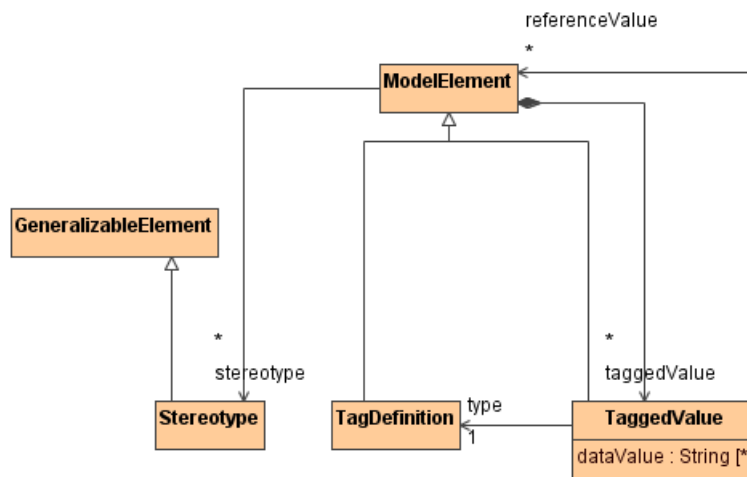 referenceValue
*
ModelElement
GeneralizableElement
*
*
stereotype
taggedValue
Stereotype
TagDefinition
type
1
TaggedValue
dataValue : String [*